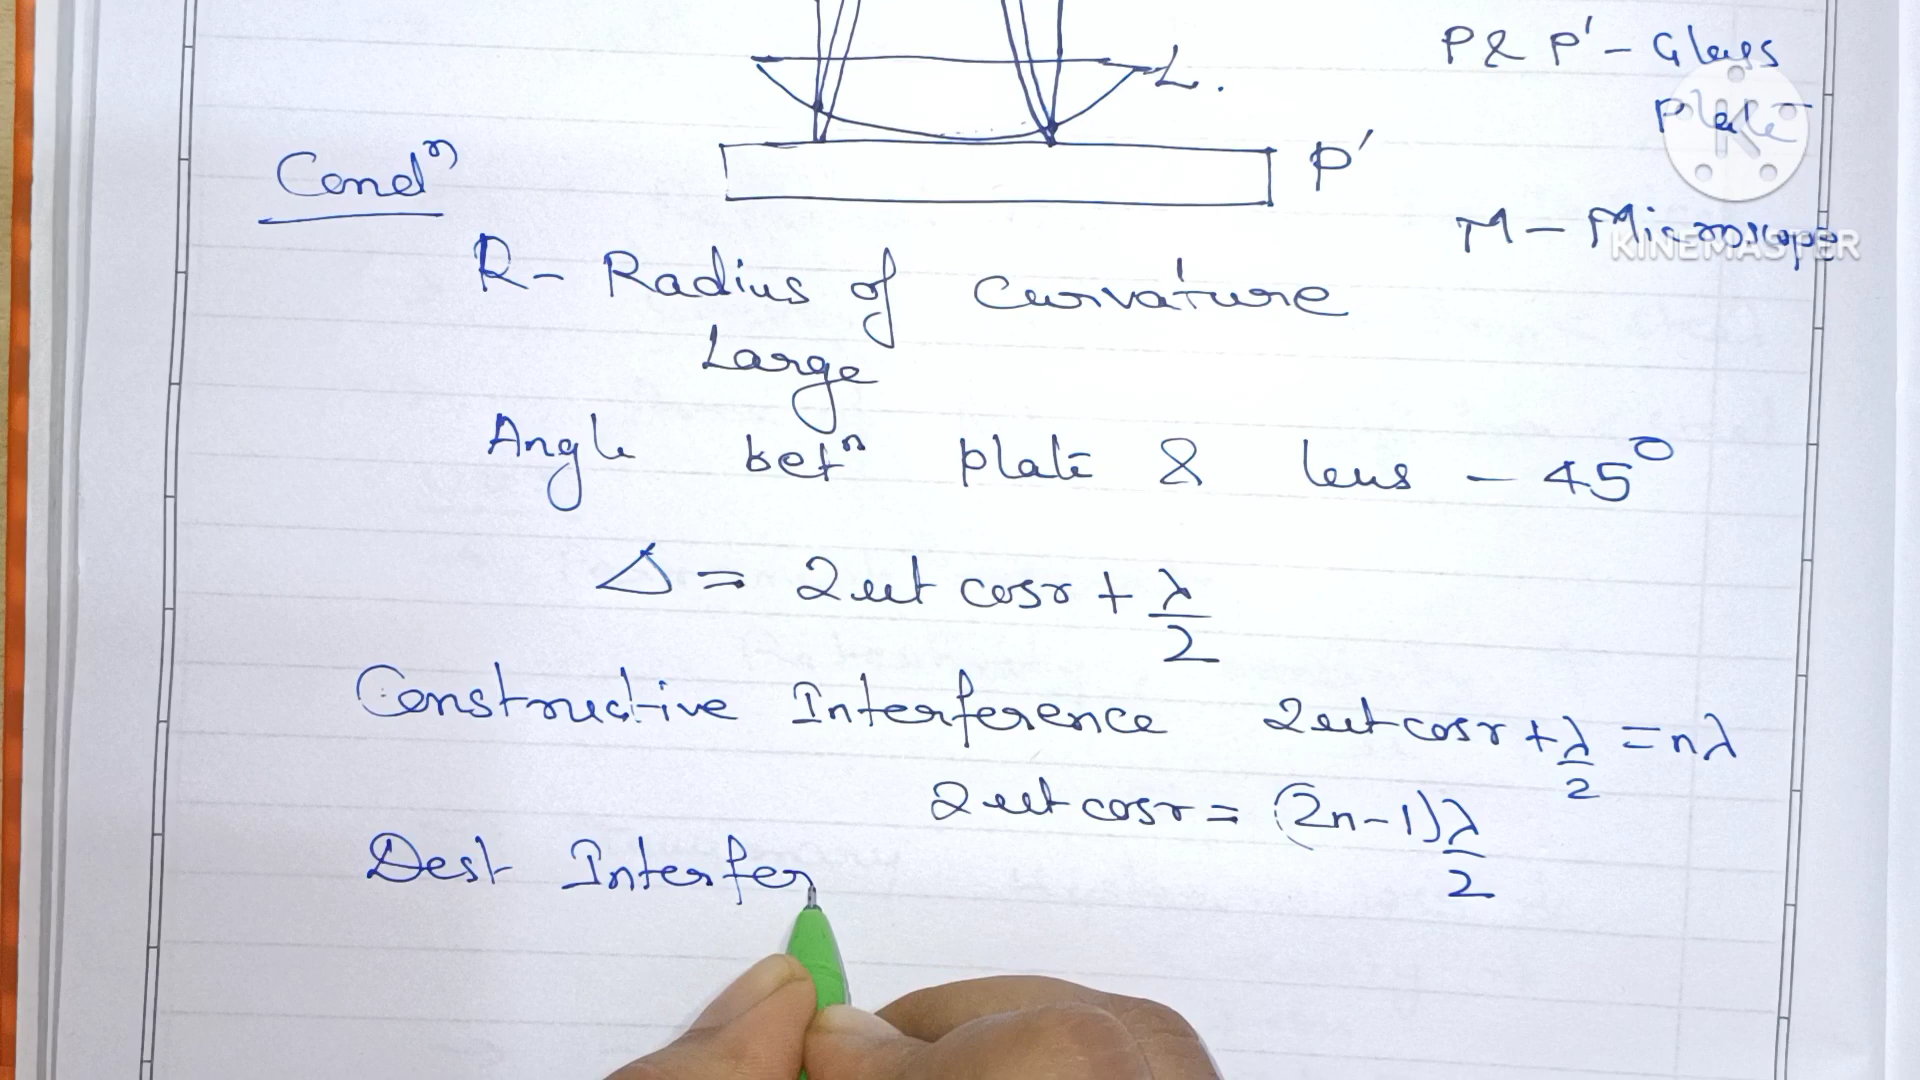 P & P' - Glass
Plate
L.
P'
M - Microscope
KINEMASTER
Condⁿ
R - Radius of Curvature
Large
Angle betⁿ plate & lens - 45°
Δ = 2μt cosr + λ/2
Constructive Interference 2μt cosr + λ/2 = nλ
2μt cosr = (2n-1)λ/2
Dest Interfer